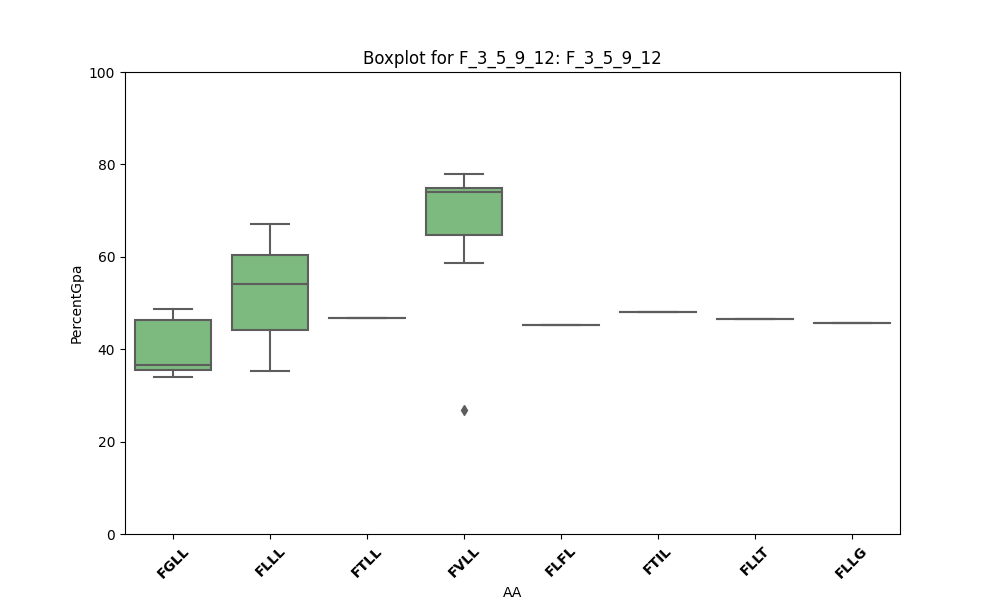 Boxplot for F_3_5_9_12: F_3_5_9_12
100
80
60
40
20
0
PercentGpa
FGLL
FLLL
FTLL
FVLL
FLFL
FTIL
FLLT
FLLG
AA